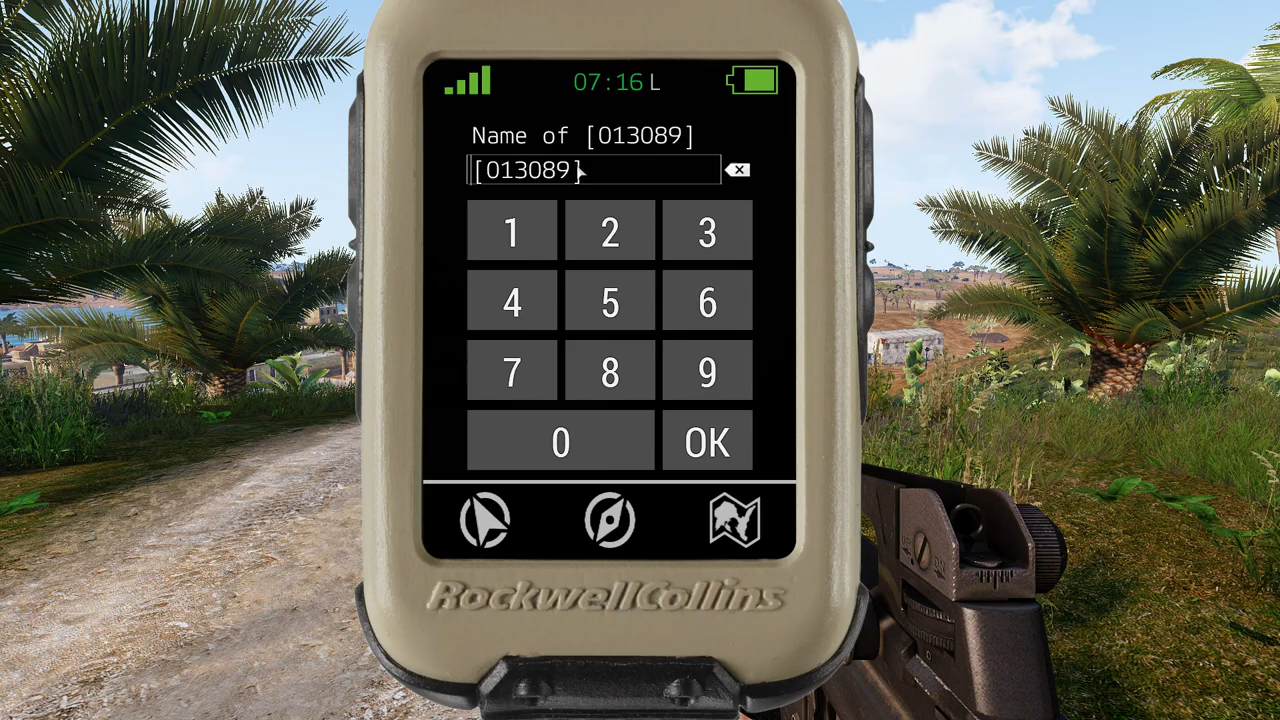 07:16 L
Name of [013089]
[013089]
1 2 3
4 5 6
7 8 9
0 OK
RockwellCollins